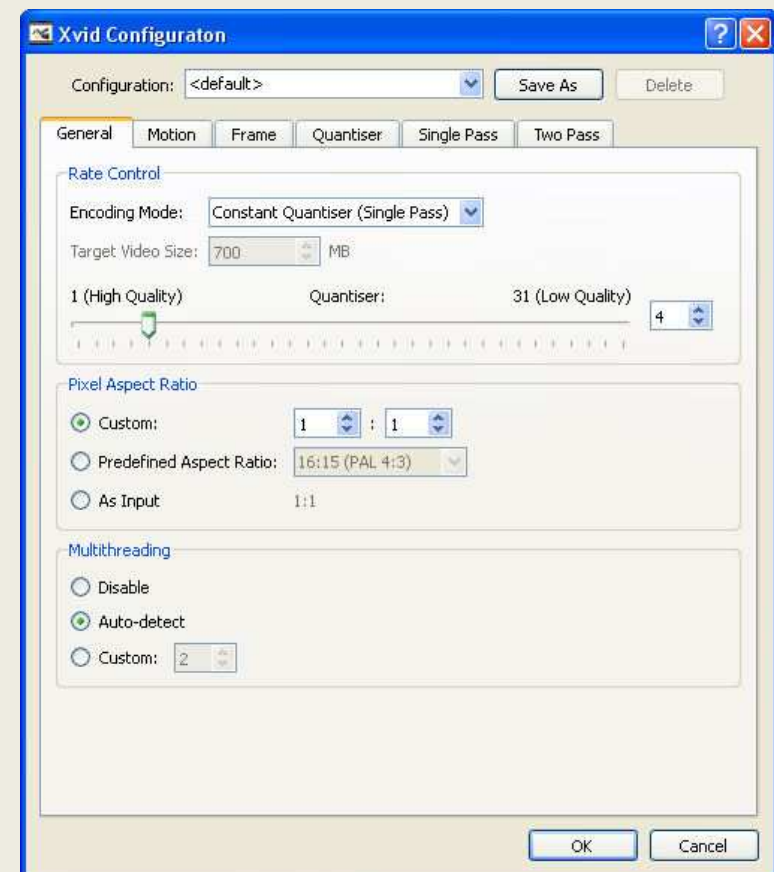 Xvid Configuraton
Configuration: <default> Save As Delete
General Motion Frame Quantiser Single Pass Two Pass
Rate Control
Encoding Mode: Constant Quantiser (Single Pass)
Target Video Size: 700 MB
1 (High Quality) Quantiser: 31 (Low Quality) 4
Pixel Aspect Ratio
Custom: 1 : 1
Predefined Aspect Ratio: 16:15 (PAL 4:3)
As Input 1:1
Multithreading
Disable
Auto-detect
Custom: 2
OK Cancel